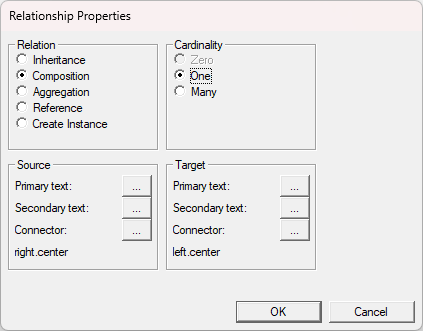 Relationship Properties
Relation
Inheritance
Composition
Aggregation
Reference
Create Instance
Cardinality
Zero
One
Many
Source
Primary text: ...
Secondary text: ...
Connector: ...
right.center
Target
Primary text: ...
Secondary text: ...
Connector: ...
left.center
OK
Cancel